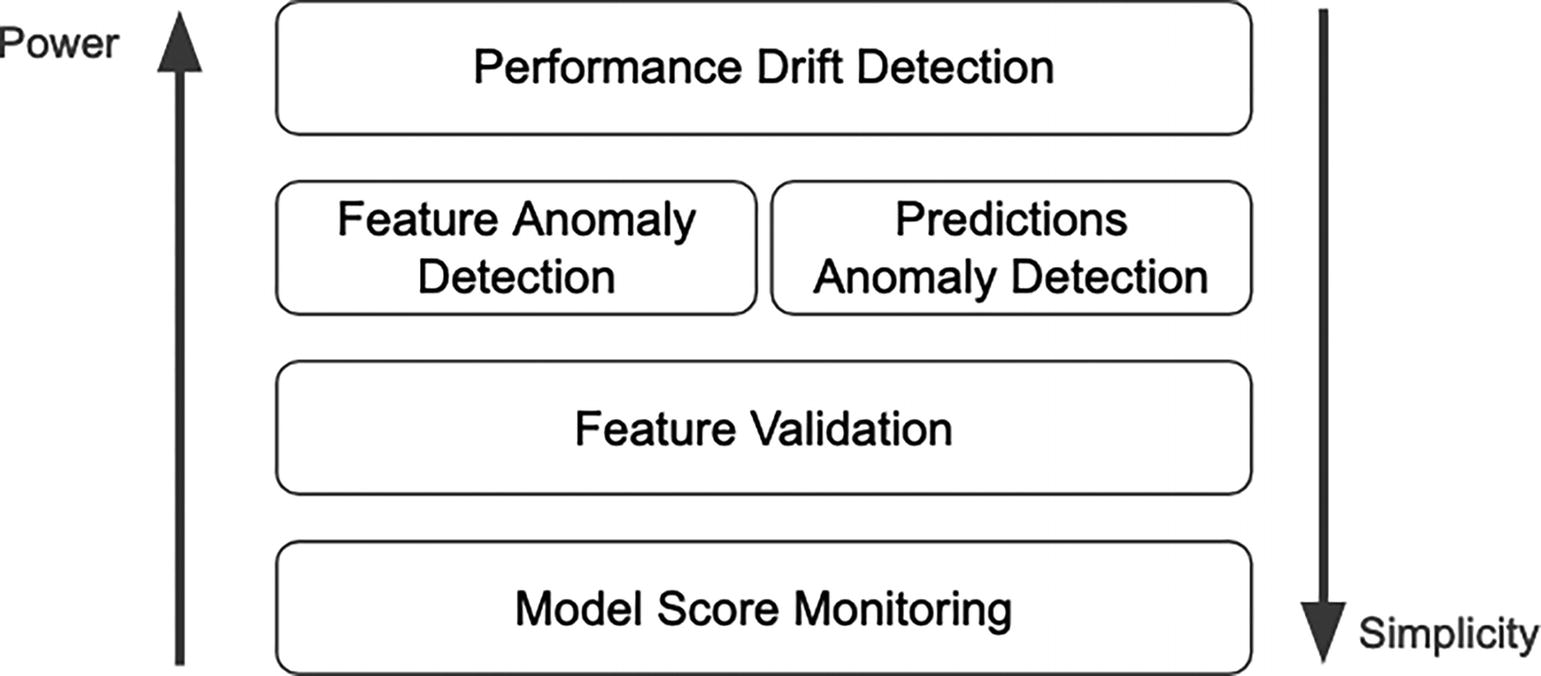 Power
Performance Drift Detection
Feature Anomaly
Detection
Predictions
Anomaly Detection
Feature Validation
Model Score Monitoring
Simplicity